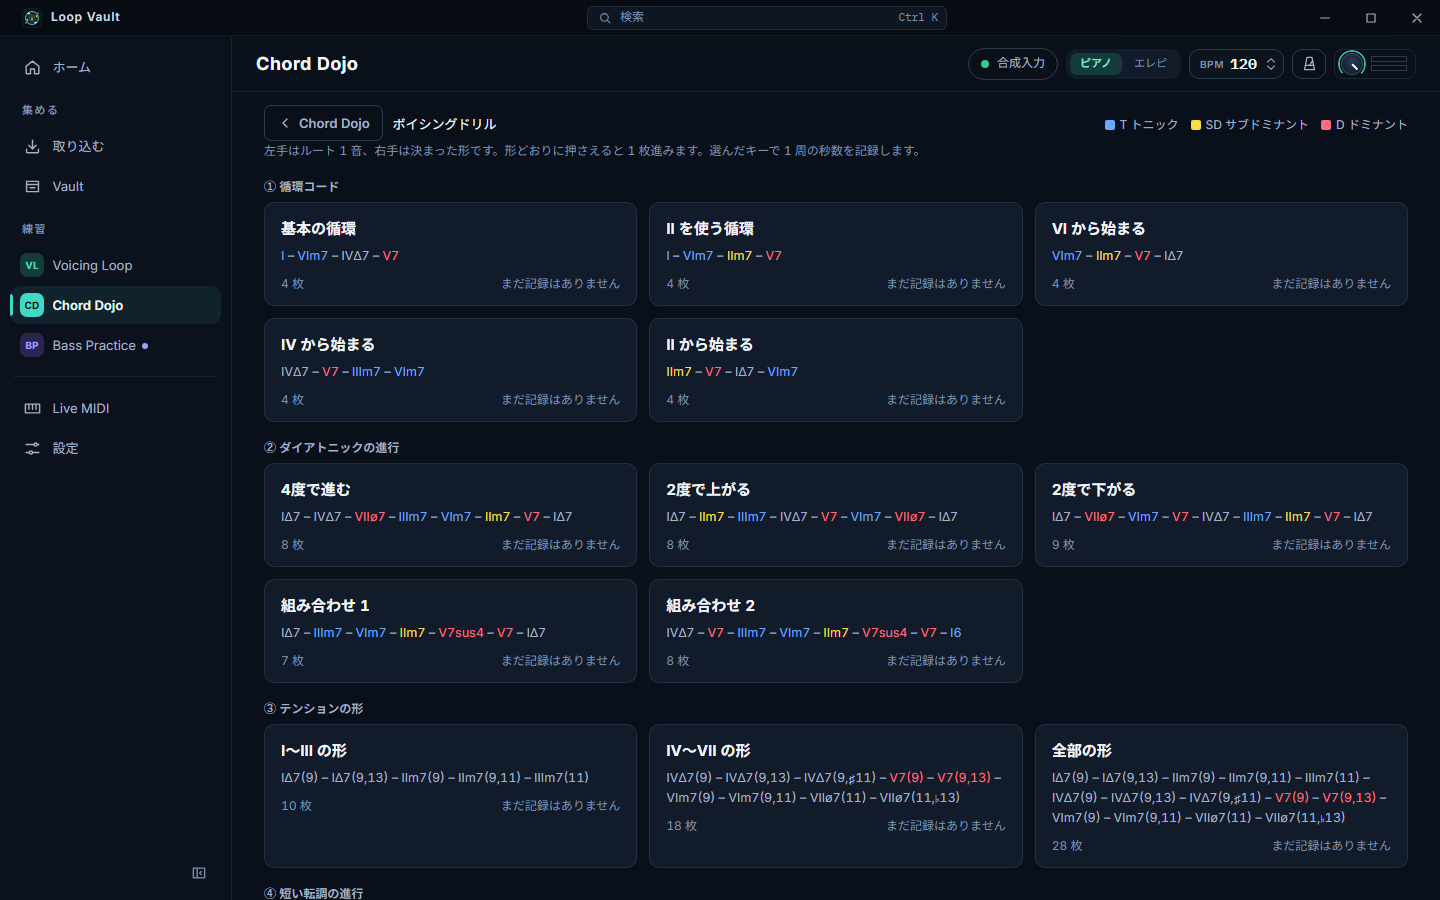 Loop Vault
検索
Ctrl K
ホーム
集める
取り込む
Vault
練習
VL Voicing Loop
CD Chord Dojo
BP Bass Practice
Live MIDI
設定
Chord Dojo
合成入力
ピアノ
エレピ
BPM 120
Chord Dojo
ボイシングドリル
T トニック
SD サブドミナント
D ドミナント
左手はルート 1 音、右手は決まった形です。形どおりに押さえると 1 枚進みます。選んだキーで 1 周の秒数を記録します。
① 循環コード
基本の循環
I – VIm7 – IVΔ7 – V7
4 枚 まだ記録はありません
II を使う循環
I – VIm7 – IIm7 – V7
4 枚 まだ記録はありません
VI から始まる
VIm7 – IIm7 – V7 – IΔ7
4 枚 まだ記録はありません
IV から始まる
IVΔ7 – V7 – IIIm7 – VIm7
4 枚 まだ記録はありません
II から始まる
IIm7 – V7 – IΔ7 – VIm7
4 枚 まだ記録はありません
② ダイアトニックの進行
4度で進む
IΔ7 – IVΔ7 – VIIø7 – IIIm7 – VIm7 – IIm7 – V7 – IΔ7
8 枚 まだ記録はありません
2度で上がる
IΔ7 – IIm7 – IIIm7 – IVΔ7 – V7 – VIm7 – VIIø7 – IΔ7
8 枚 まだ記録はありません
2度で下がる
IΔ7 – VIIø7 – VIm7 – V7 – IVΔ7 – IIIm7 – IIm7 – V7 – IΔ7
9 枚 まだ記録はありません
組み合わせ 1
IΔ7 – IIIm7 – VIm7 – IIm7 – V7sus4 – V7 – IΔ7
7 枚 まだ記録はありません
組み合わせ 2
IVΔ7 – V7 – IIIm7 – VIm7 – IIm7 – V7sus4 – V7 – I6
8 枚 まだ記録はありません
③ テンションの形
I〜III の形
IΔ7(9) – IΔ7(9,13) – IIm7(9) – IIm7(9,11) – IIIm7(11)
10 枚 まだ記録はありません
IV〜VII の形
IVΔ7(9) – IVΔ7(9,13) – IVΔ7(9,♯11) – V7(9) – V7(9,13) –
VIm7(9) – VIm7(9,11) – VIIø7(11) – VIIø7(11,♭13)
18 枚 まだ記録はありません
全部の形
IΔ7(9) – IΔ7(9,13) – IIm7(9) – IIm7(9,11) – IIIm7(11) –
IVΔ7(9) – IVΔ7(9,13) – IVΔ7(9,♯11) – V7(9) – V7(9,13) –
VIm7(9) – VIm7(9,11) – VIIø7(11) – VIIø7(11,♭13)
28 枚 まだ記録はありません
④ 短い転調の進行